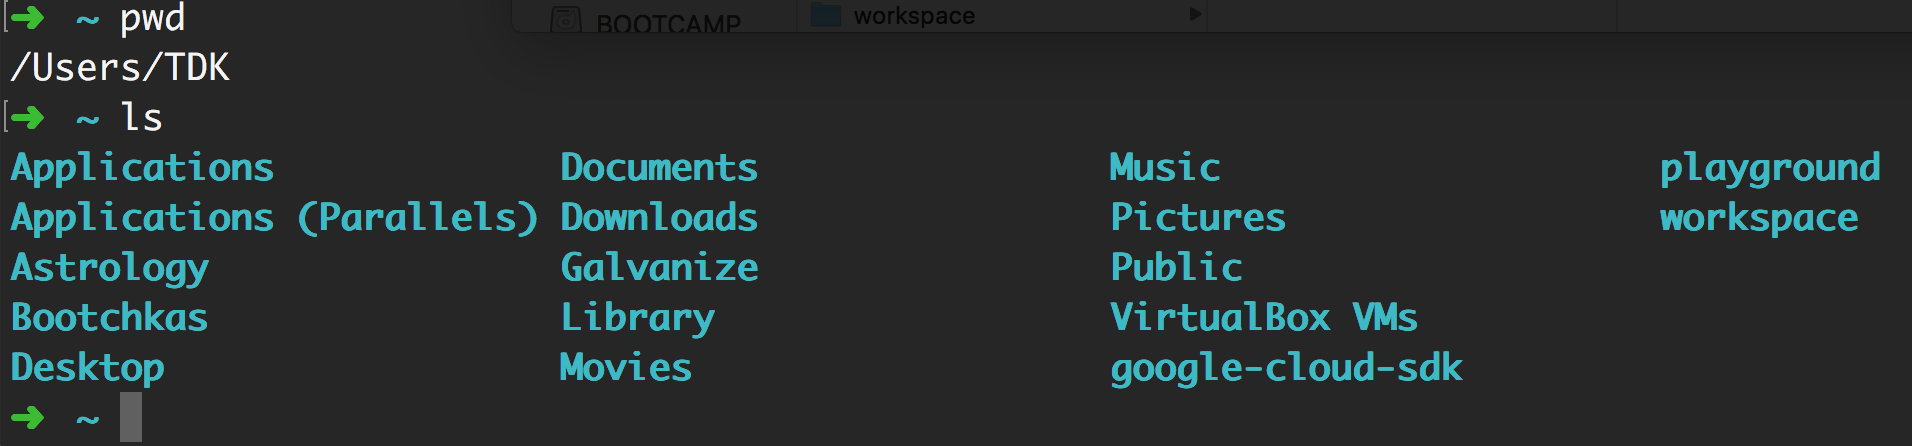 ➜ ~ pwd
BOOTCAMP workspace
/Users/TDK
➜ ~ ls
Applications Documents Music playground
Applications (Parallels) Downloads Pictures workspace
Astrology Galvanize Public
Bootchkas Library VirtualBox VMs
Desktop Movies google-cloud-sdk
➜ ~